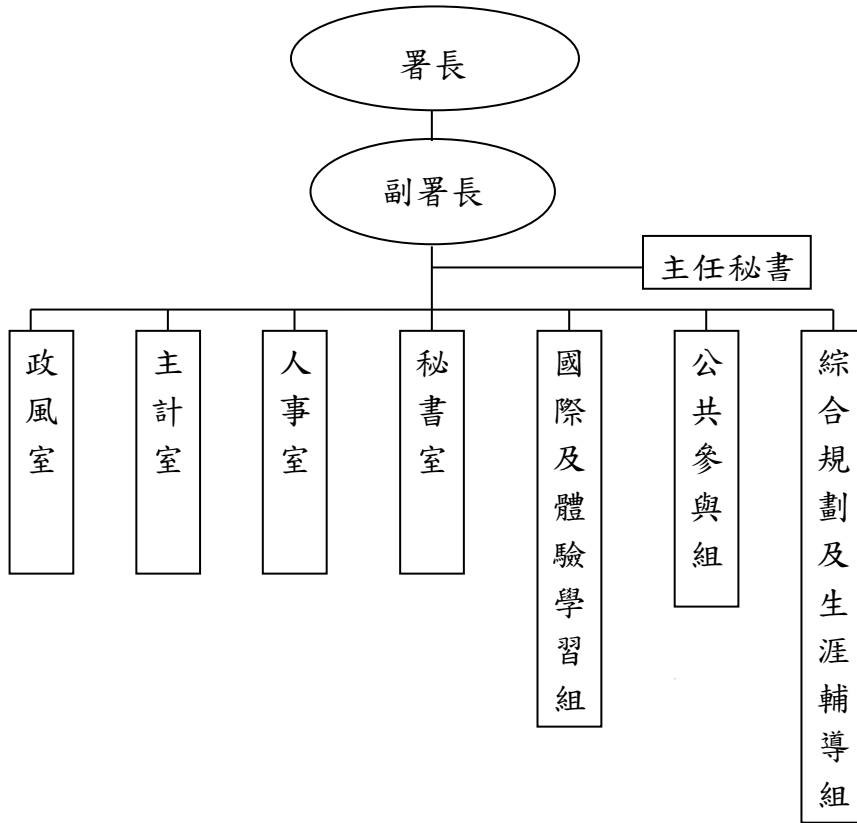 署長
副署長
主任秘書
政風室
主計室
人事室
秘書室
國際及體驗學習組
公共參與組
綜合規劃及生涯輔導組